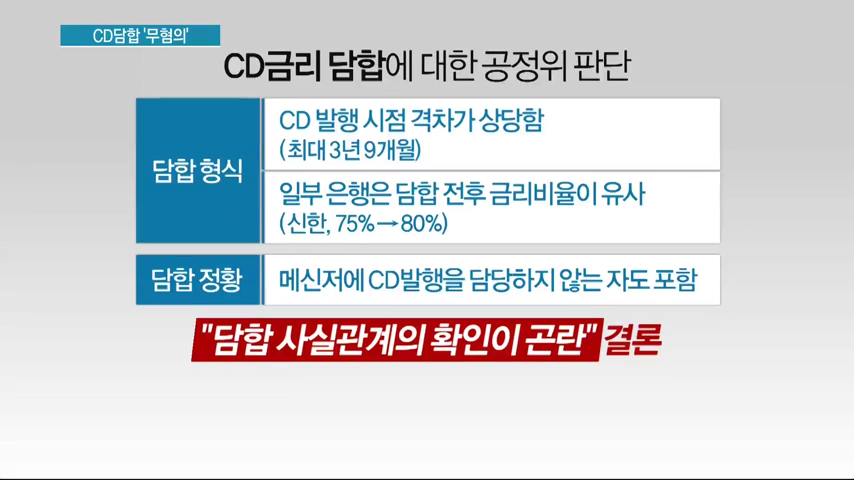 CD담합 '무혐의'
CD금리 담합에 대한 공정위 판단
담합 형식
CD 발행 시점 격차가 상당함
(최대 3년 9개월)
일부 은행은 담합 전후 금리비율이 유사
(신한, 75%→80%)
담합 정황
메신저에 CD발행을 담당하지 않는 자도 포함
"담합 사실관계의 확인이 곤란" 결론